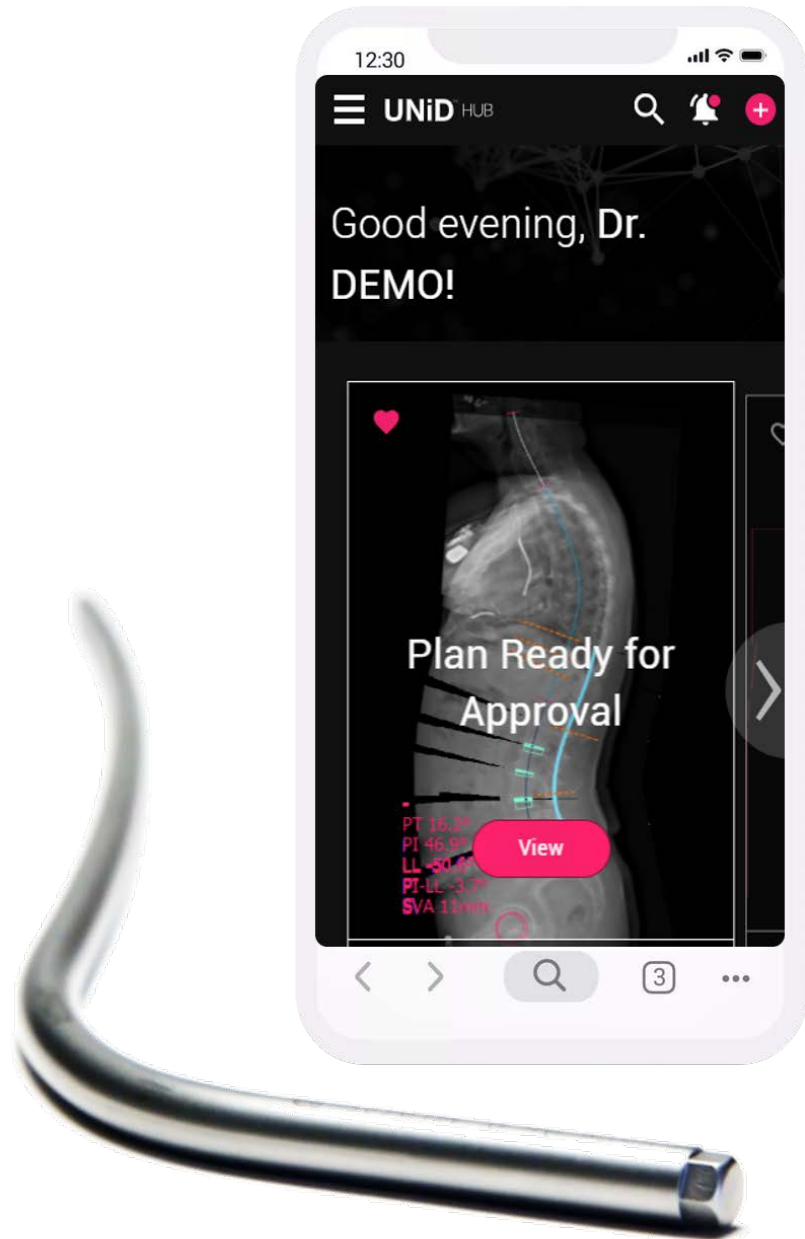 12:30
UNiD™ HUB
Good evening, Dr.
DEMO!
Plan Ready for
Approval
PT 16.2°
PI 46.9°
View
PI-LL -3.7°
SVA 11mm
3